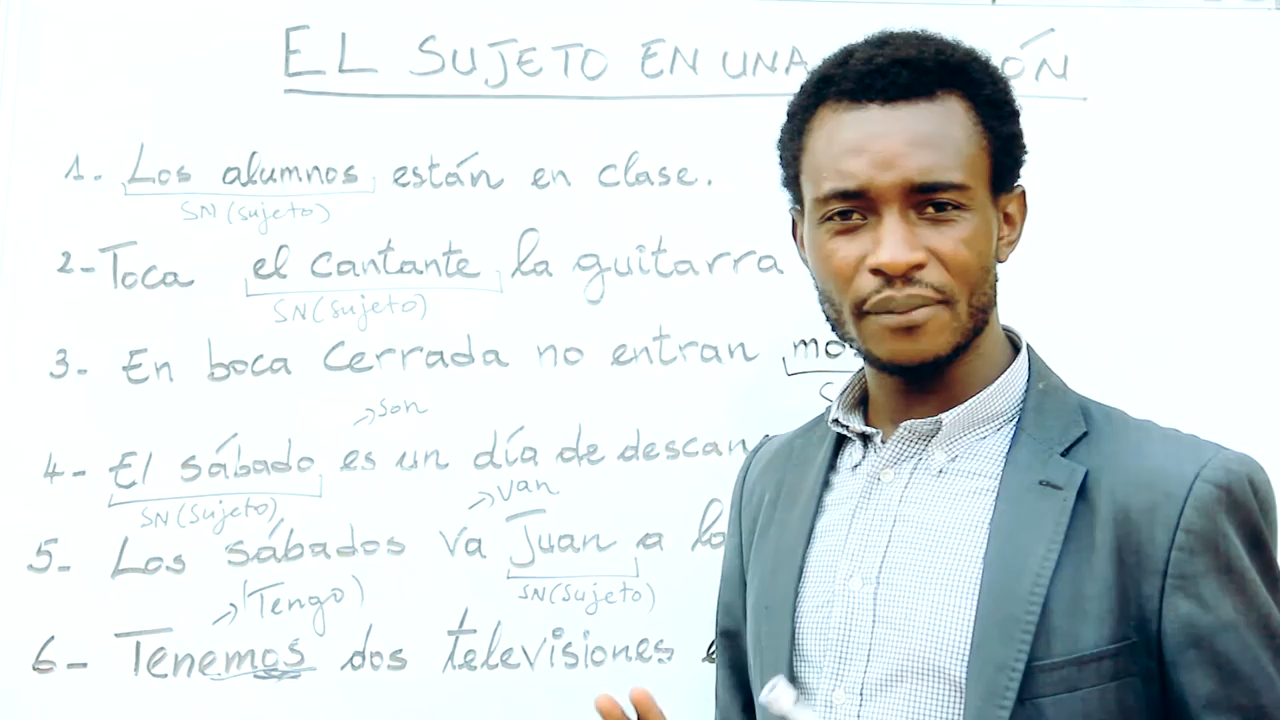 EL SUJETO EN UNA
1. Los alumnos están en clase.
SN (sujeto)
2- Toca el cantante la guitarra
SN (sujeto)
3- En boca cerrada no entran
son
4- El sábado es un día de
SN (sujeto)
van
5- Los sábados va Juan a
SN (sujeto)
(Tengo)
6- Tenemos dos televisiones